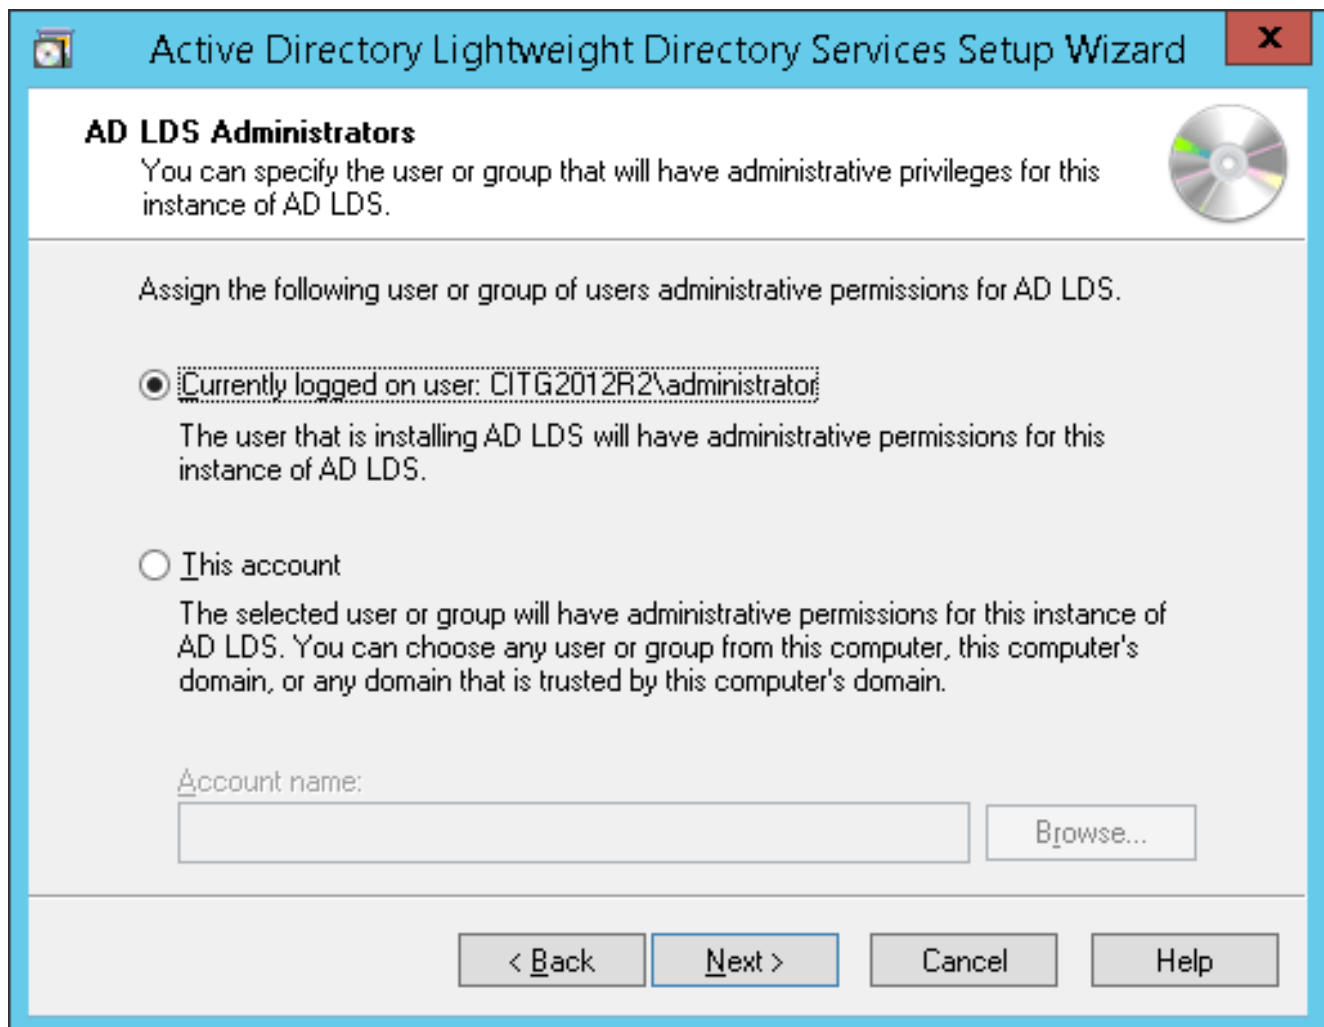 Active Directory Lightweight Directory Services Setup Wizard
x
AD LDS Administrators
You can specify the user or group that will have administrative privileges for this
instance of AD LDS.
Assign the following user or group of users administrative permissions for AD LDS.
Currently logged on user: CITG2012R2\administrator
The user that is installing AD LDS will have administrative permissions for this
instance of AD LDS.
This account
The selected user or group will have administrative permissions for this instance of
AD LDS. You can choose any user or group from this computer, this computer's
domain, or any domain that is trusted by this computer's domain.
Account name:
Browse...
< Back
Next >
Cancel
Help